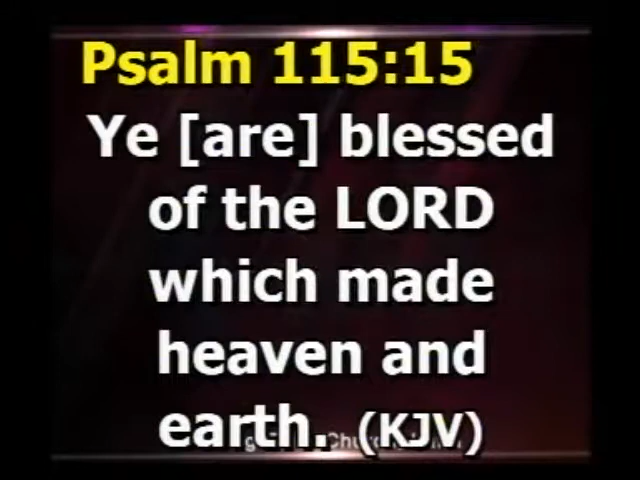 Psalm 115:15
Ye [are] blessed
of the LORD
which made
heaven and
earth. (KJV)